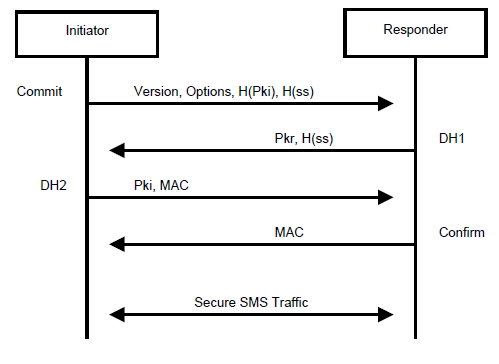 Initiator
Responder
Commit
Version, Options, H(Pki), H(ss)
Pkr, H(ss)
DH1
DH2
Pki, MAC
MAC
Confirm
Secure SMS Traffic